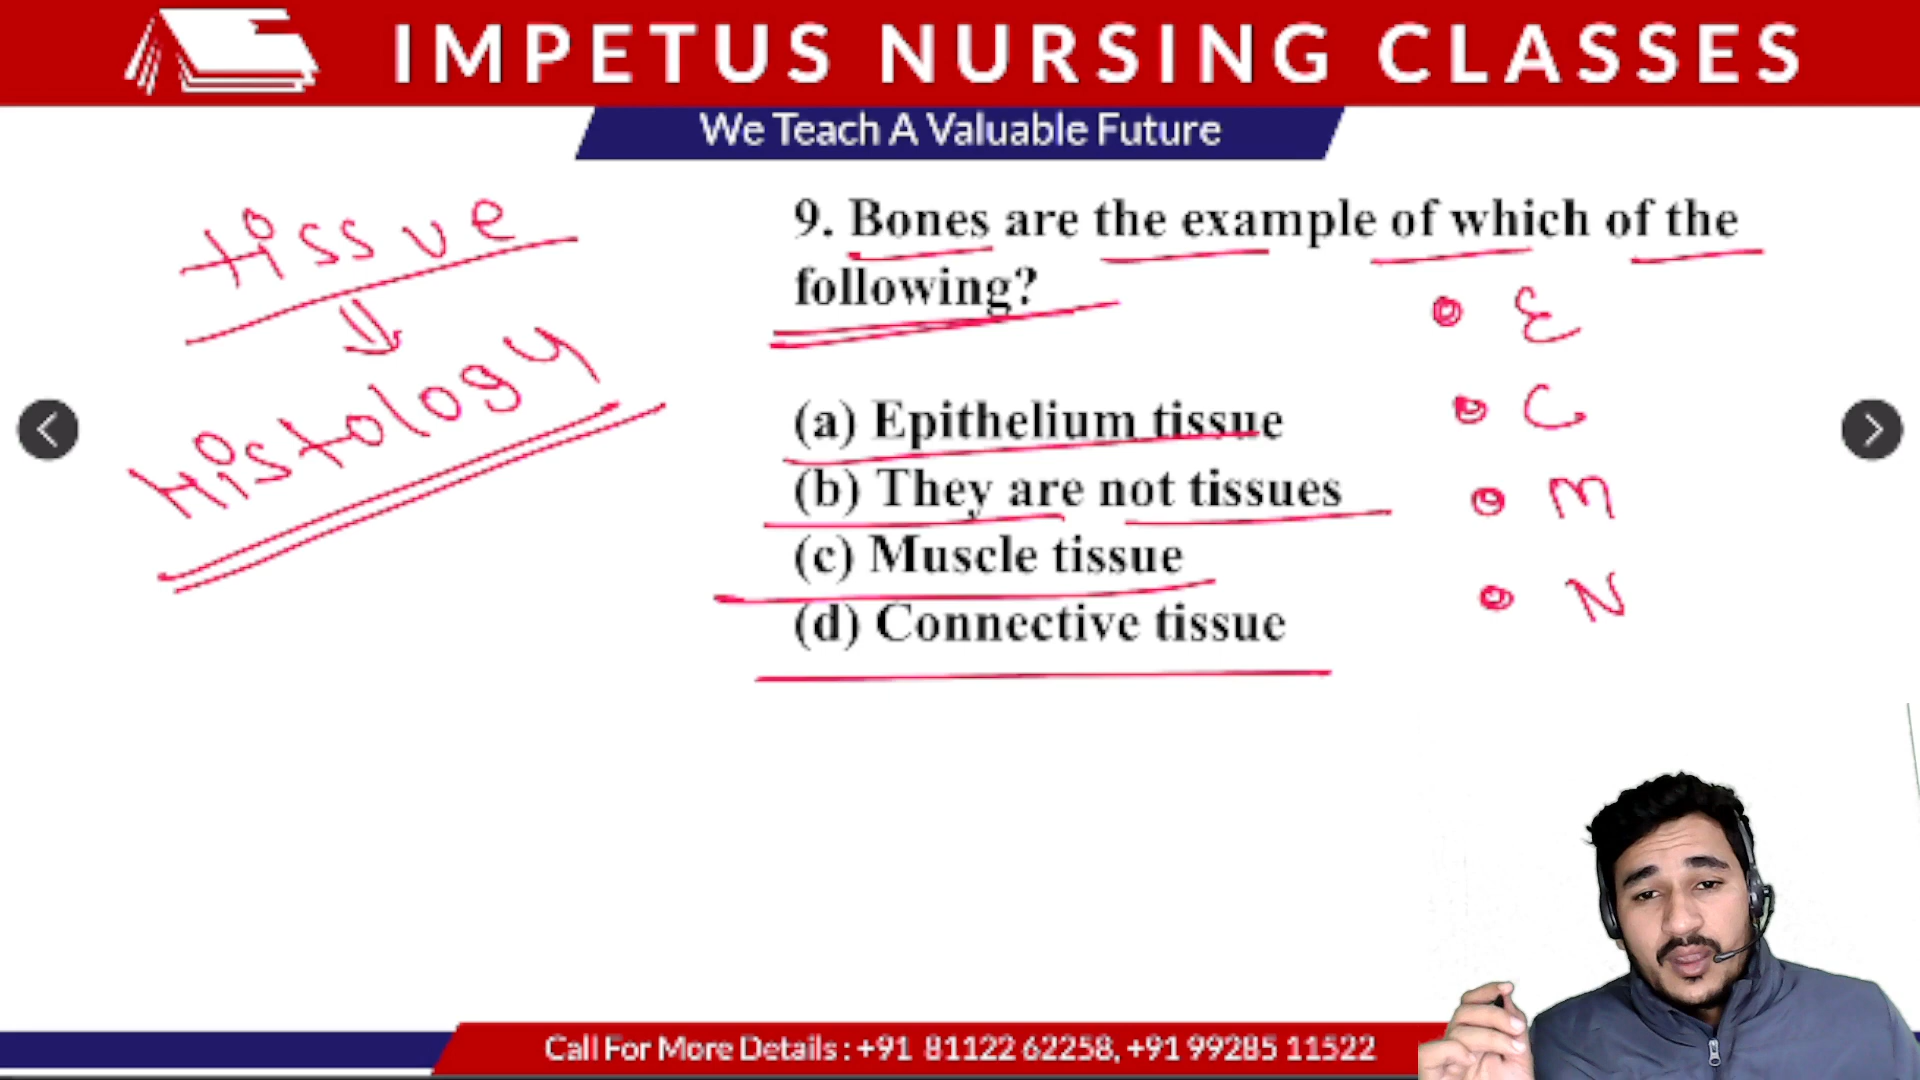 IMPETUS NURSING CLASSES
We Teach A Valuable Future
tissue
Histology
9. Bones are the example of which of the
following?
(a) Epithelium tissue
(b) They are not tissues
(c) Muscle tissue
(d) Connective tissue
E
C
M
N
Call For More Details : +91 81122 62258, +91 99285 11522